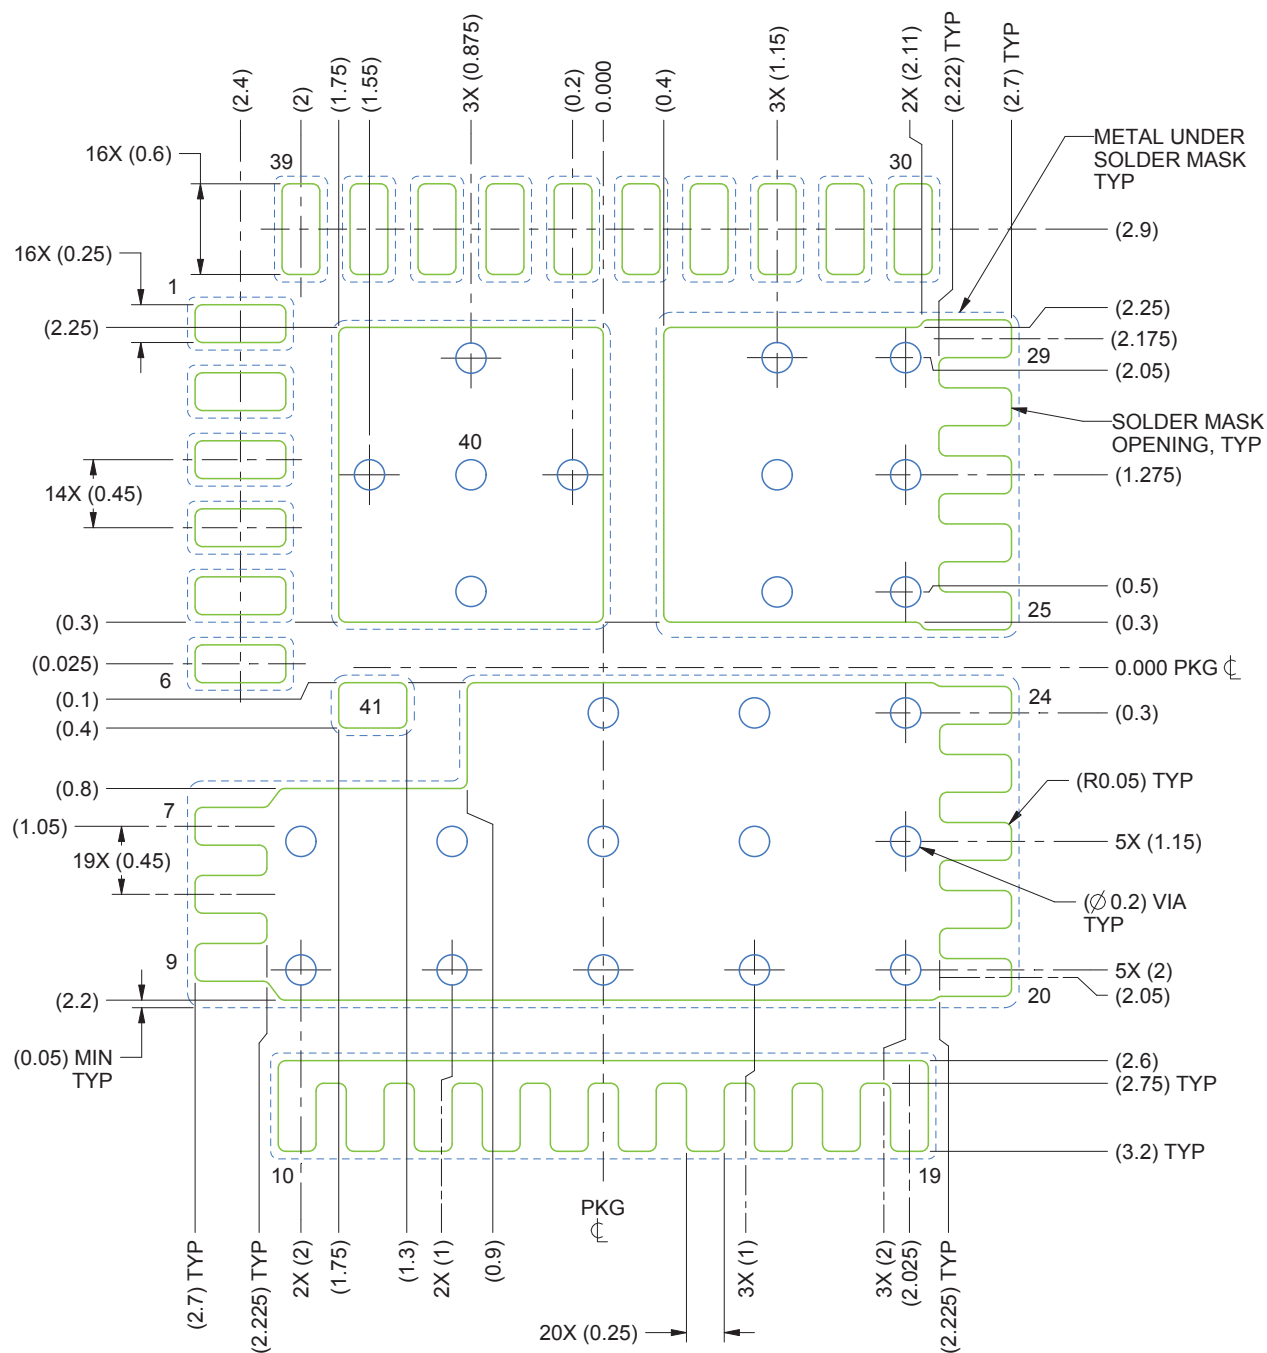 (2.4)
(2)
(1.75)
(1.55)
3X (0.875)
(0.2)
0.000
(0.4)
3X (1.15)
2X (2.11)
(2.22) TYP
(2.7) TYP
METAL UNDER
SOLDER MASK
TYP
16X (0.6)
39
30
(2.9)
16X (0.25)
1
(2.25)
(2.25)
(2.175)
29
(2.05)
SOLDER MASK
OPENING, TYP
40
(1.275)
14X (0.45)
(0.5)
(0.3)
25
(0.3)
(0.025)
0.000 PKG ℄
6
(0.1)
41
24
(0.4)
(0.3)
(0.8)
(R0.05) TYP
7
(1.05)
5X (1.15)
19X (0.45)
(Ø 0.2) VIA
TYP
9
5X (2)
(2.2)
20
(2.05)
(0.05) MIN
TYP
(2.6)
(2.75) TYP
(3.2) TYP
10
19
PKG
℄
(2.7) TYP
(2.225) TYP
2X (2)
(1.75)
(1.3)
2X (1)
(0.9)
3X (1)
3X (2)
(2.025)
(2.225) TYP
20X (0.25)